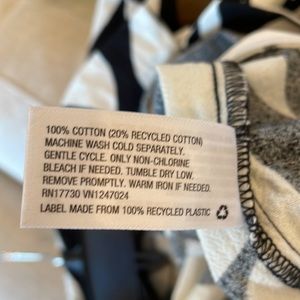 100% COTTON (20% RECYCLED COTTON)
MACHINE WASH COLD SEPARATELY.
GENTLE CYCLE. ONLY NON-CHLORINE
BLEACH IF NEEDED. TUMBLE DRY LOW.
REMOVE PROMPTLY. WARM IRON IF NEEDED.
RN17730 VN1247024
LABEL MADE FROM 100% RECYCLED PLASTIC